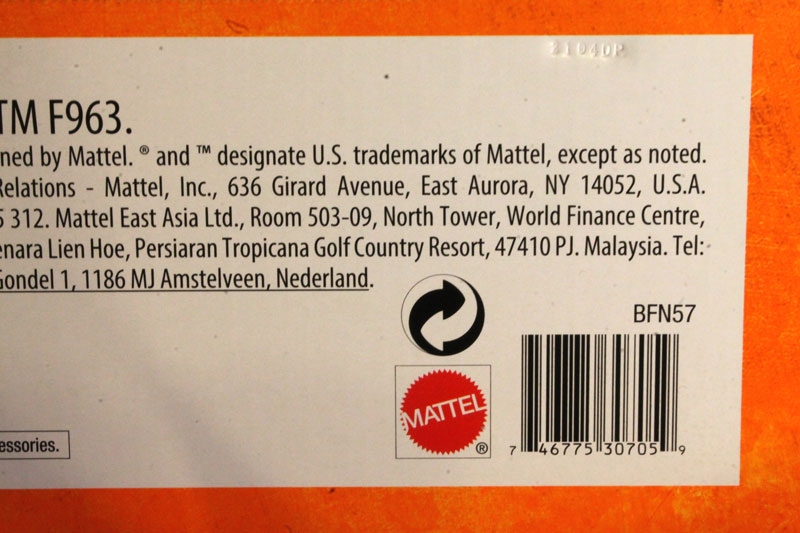 31040P
TM F963.
ned by Mattel. ® and ™ designate U.S. trademarks of Mattel, except as noted.
Relations - Mattel, Inc., 636 Girard Avenue, East Aurora, NY 14052, U.S.A.
5 312. Mattel East Asia Ltd., Room 503-09, North Tower, World Finance Centre,
enara Lien Hoe, Persiaran Tropicana Golf Country Resort, 47410 PJ. Malaysia. Tel:
Gondel 1, 1186 MJ Amstelveen, Nederland.
BFN57
MATTEL
®
essories.
7 46775 30705 9